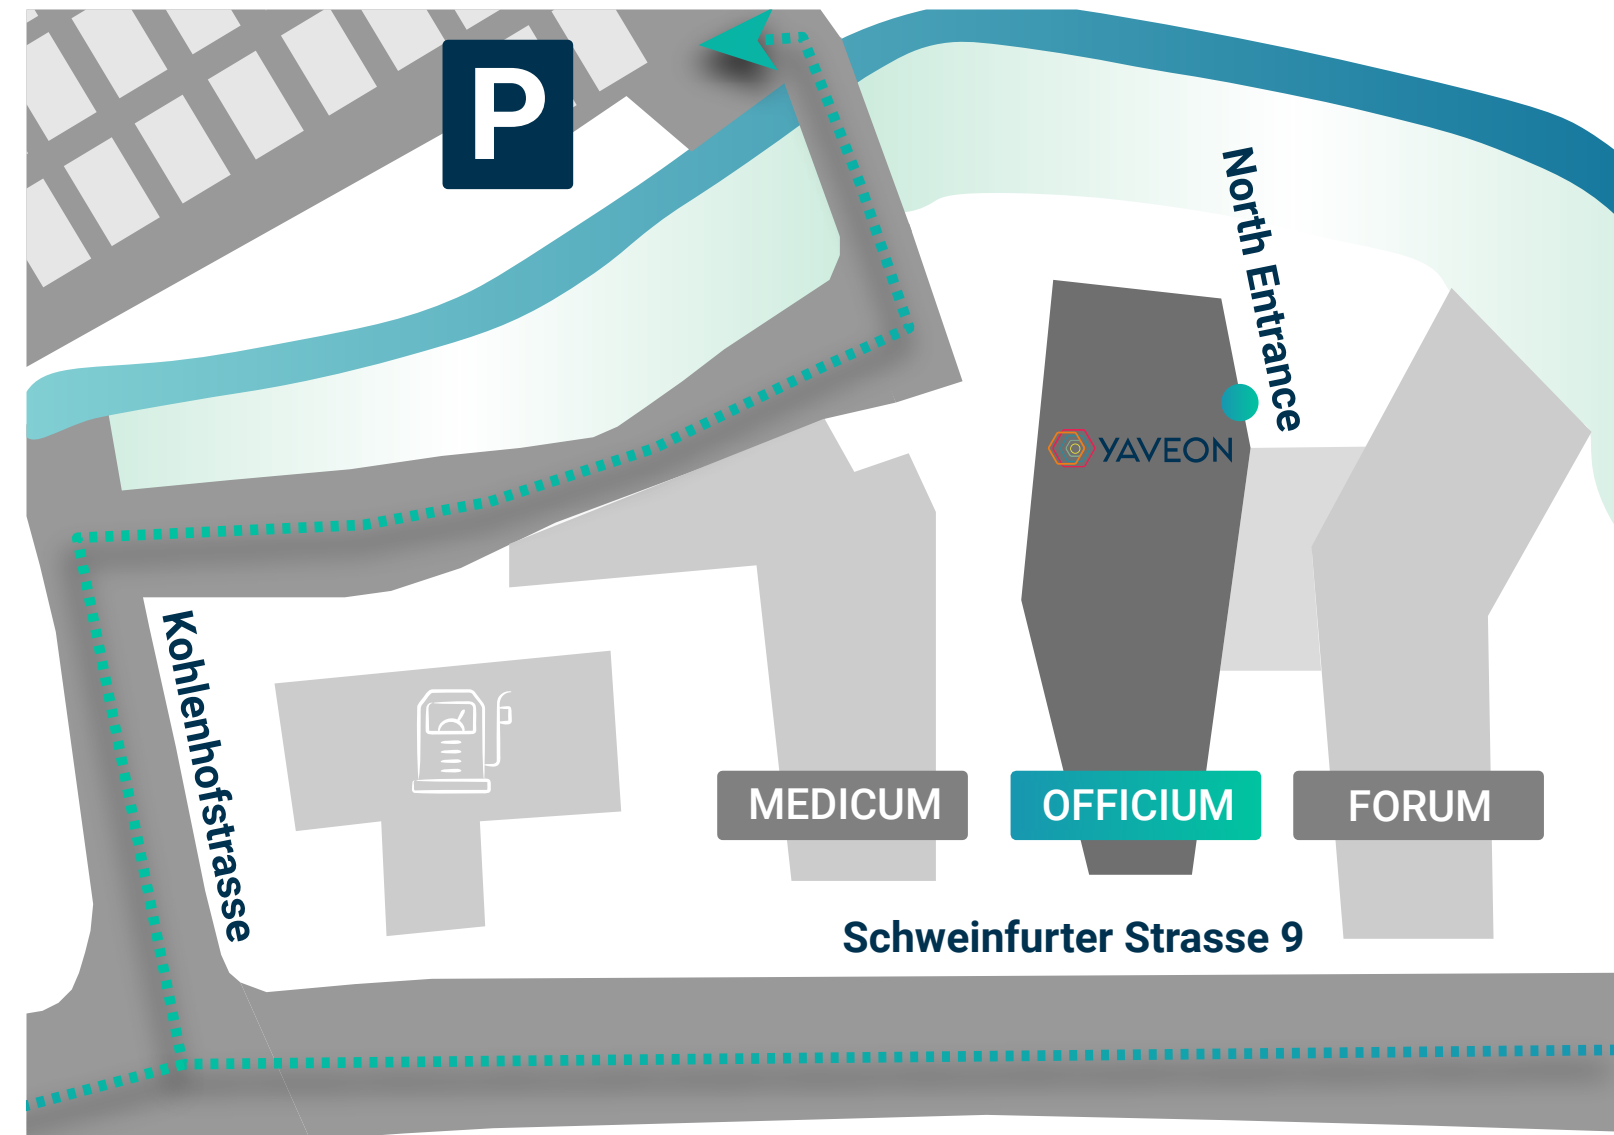 P
North Entrance
YAVEON
Kohlenhofstrasse
MEDICUM
OFFICIUM
FORUM
Schweinfurter Strasse 9